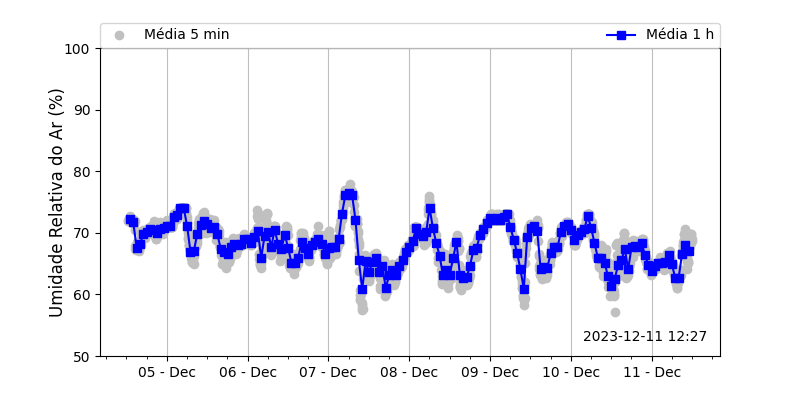 Média 5 min
Média 1 h
Umidade Relativa do Ar (%)
100
90
80
70
60
50
2023-12-11 12:27
05 - Dec
06 - Dec
07 - Dec
08 - Dec
09 - Dec
10 - Dec
11 - Dec